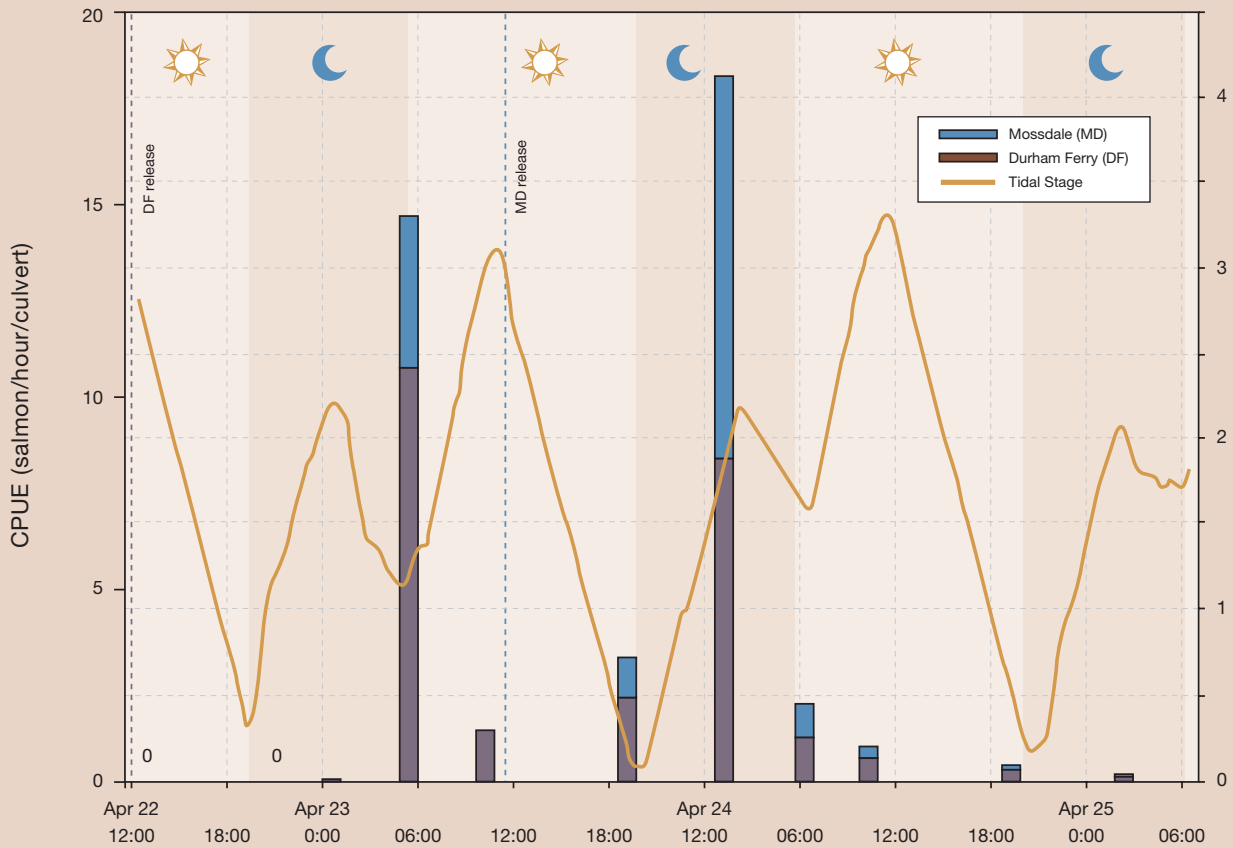 20
15
10
5
0
CPUE (salmon/hour/culvert)
DF release
MD release
Mossdale (MD)
Durham Ferry (DF)
Tidal Stage
4
3
2
1
0
0
0
Apr 22
Apr 23
Apr 24
Apr 25
12:00
18:00
0:00
06:00
12:00
18:00
12:00
06:00
12:00
18:00
0:00
06:00